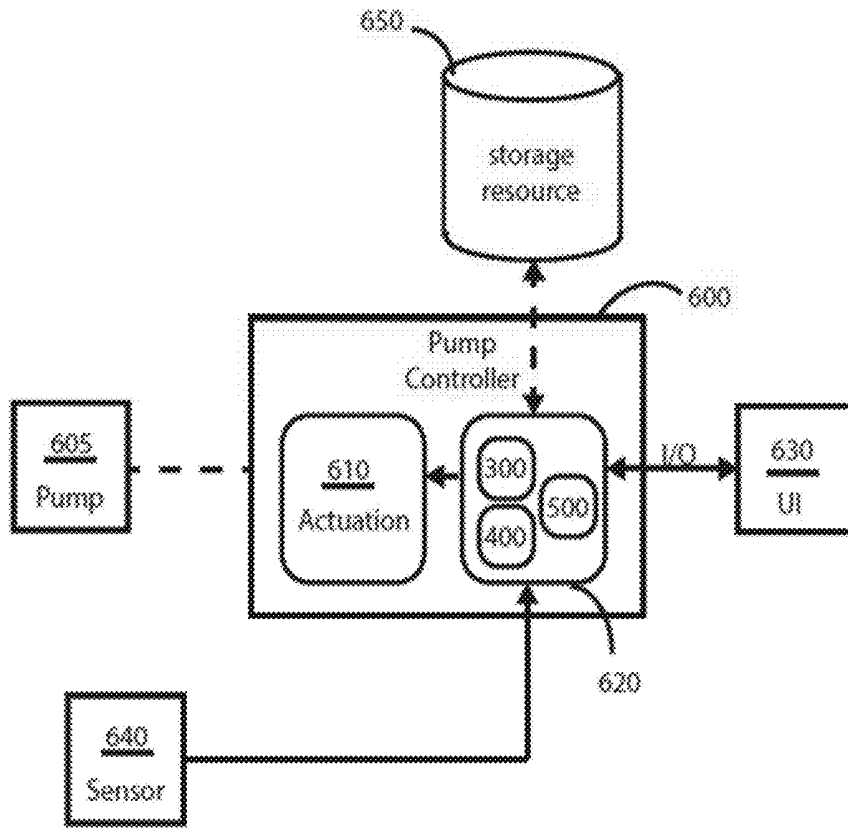 650
storage
resource
600
Pump
Controller
605
Pump
610
Actuation
300
400
500
I/O
630
UI
620
640
Sensor